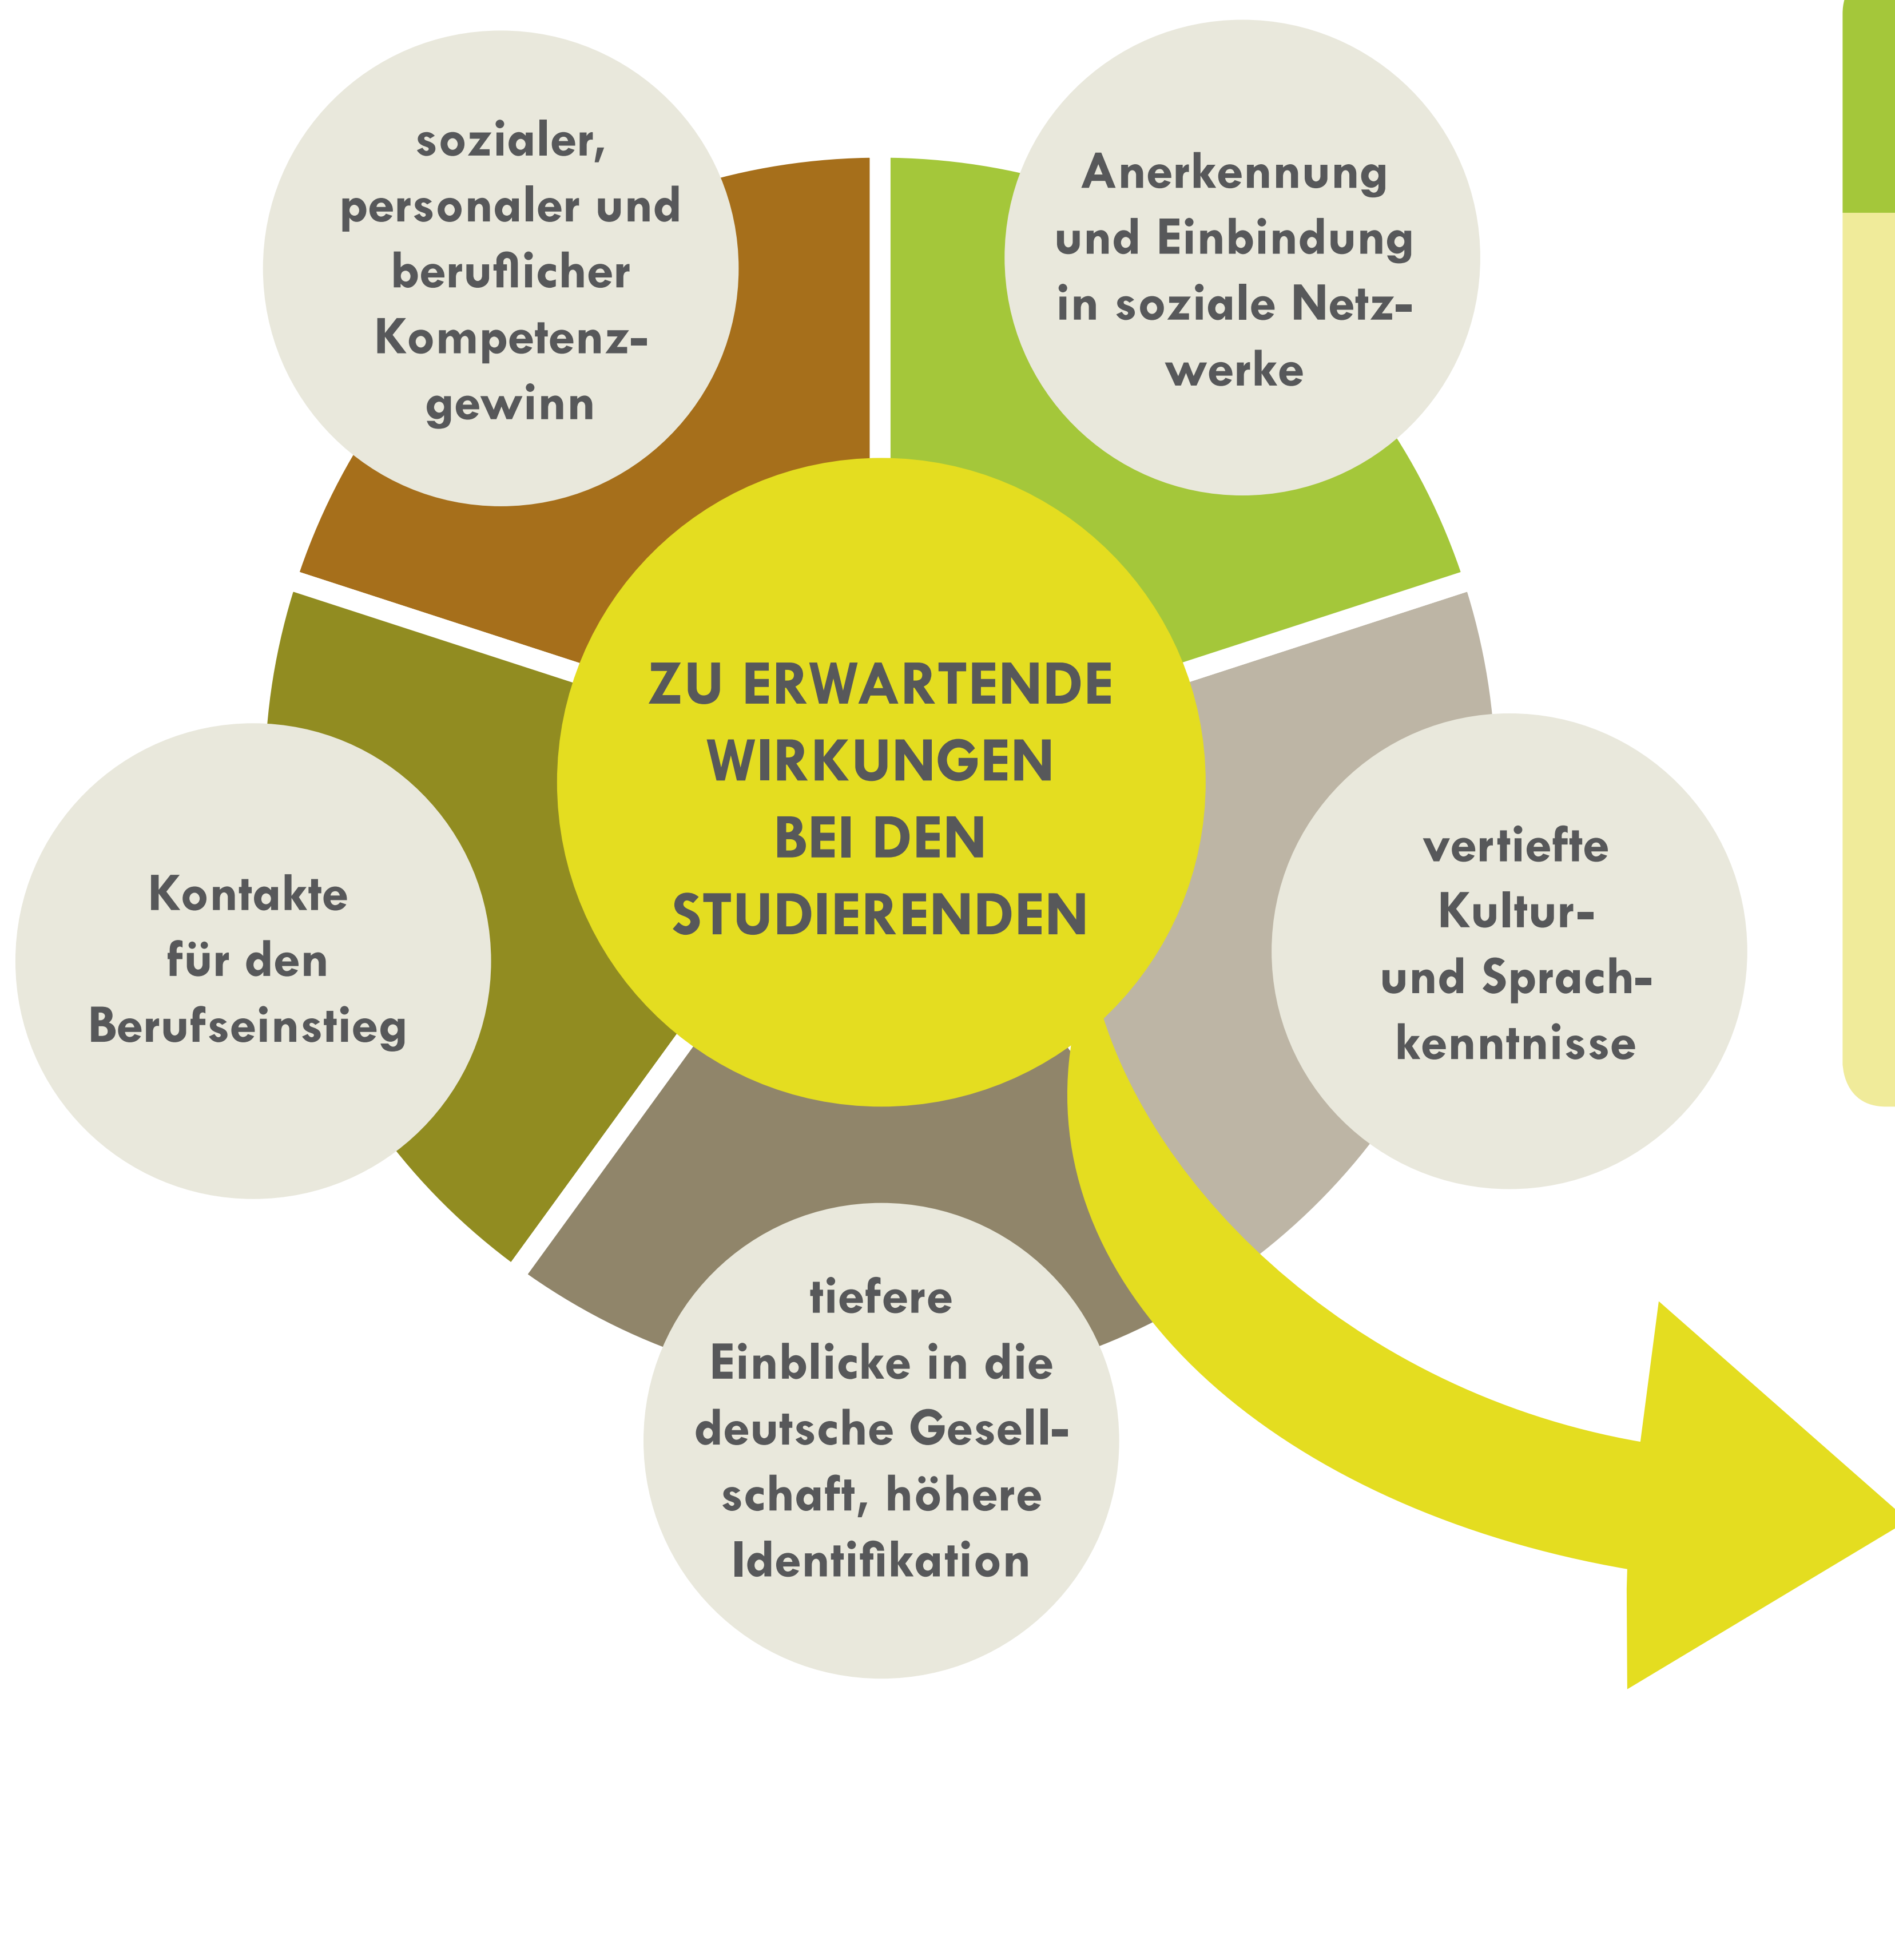 sozialer,
personaler und
beruflicher
Kompetenz-
gewinn
Anerkennung
und Einbindung
in soziale Netz-
werke
ZU ERWARTENDE
WIRKUNGEN
BEI DEN
STUDIERENDEN
Kontakte
für den
Berufseinstieg
vertiefte
Kultur-
und Sprach-
kenntnisse
tiefere
Einblicke in die
deutsche Gesell-
schaft, höhere
Identifikation